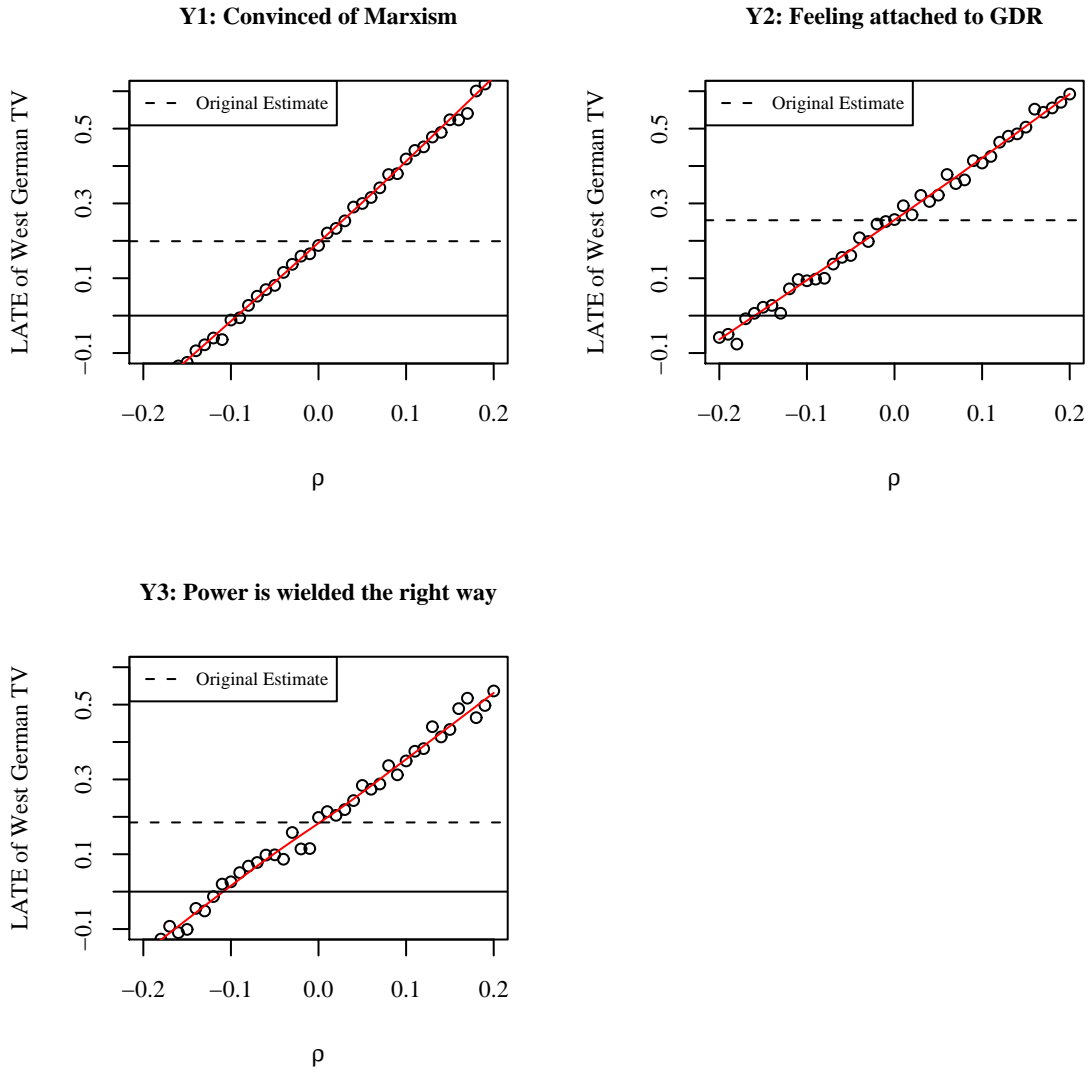 Y1: Convinced of Marxism
LATE of West German TV
Original Estimate
0.5
0.3
0.1
−0.1
−0.2 −0.1 0.0 0.1 0.2
ρ
Y2: Feeling attached to GDR
LATE of West German TV
Original Estimate
0.5
0.3
0.1
−0.1
−0.2 −0.1 0.0 0.1 0.2
ρ
Y3: Power is wielded the right way
LATE of West German TV
Original Estimate
0.5
0.3
0.1
−0.1
−0.2 −0.1 0.0 0.1 0.2
ρ